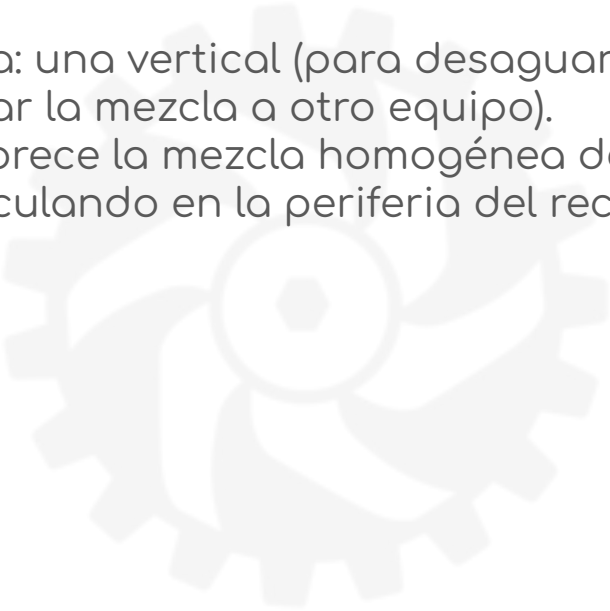 a: una vertical (para desaguar
ar la mezcla a otro equipo).
orece la mezcla homogénea d
culando en la periferia del rec